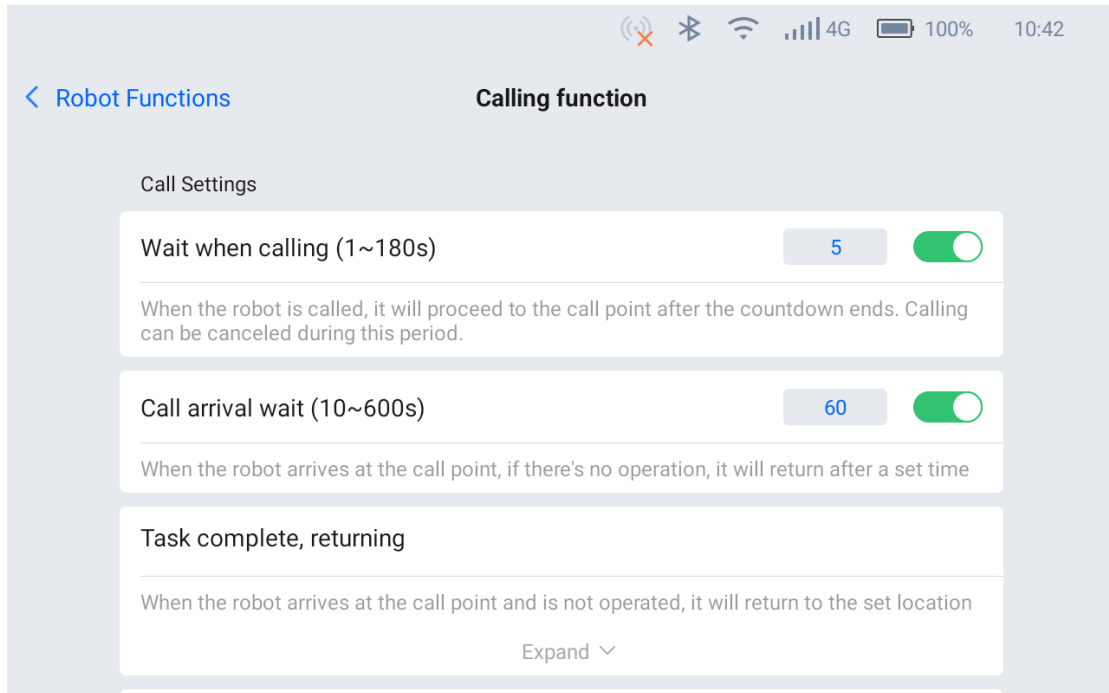 4G 100% 10:42
Robot Functions
Calling function
Call Settings
Wait when calling (1~180s) 5
When the robot is called, it will proceed to the call point after the countdown ends. Calling
can be canceled during this period.
Call arrival wait (10~600s) 60
When the robot arrives at the call point, if there's no operation, it will return after a set time
Task complete, returning
When the robot arrives at the call point and is not operated, it will return to the set location
Expand